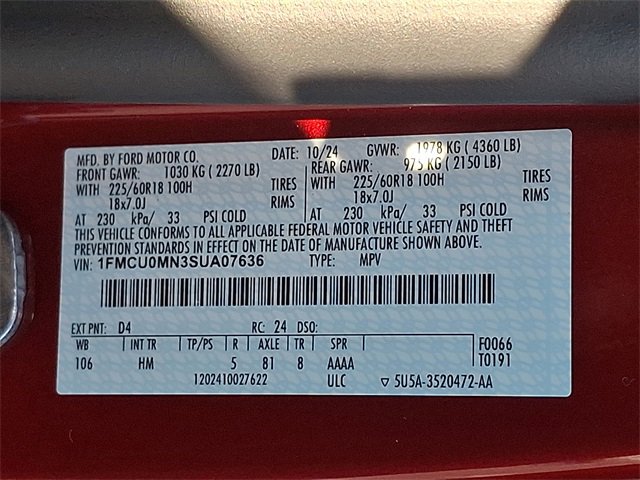 MFD. BY FORD MOTOR CO. DATE: 10/24 GVWR: 1978 KG ( 4360 LB)
FRONT GAWR: 1030 KG ( 2270 LB) REAR GAWR: 975 KG ( 2150 LB)
WITH 225/60R18 100H TIRES WITH 225/60R18 100H TIRES
18x7.0J RIMS 18x7.0J RIMS
AT 230 kPa/ 33 PSI COLD AT 230 kPa/ 33 PSI COLD
THIS VEHICLE CONFORMS TO ALL APPLICABLE FEDERAL MOTOR VEHICLE SAFETY AND THEFT
PREVENTION STANDARDS IN EFFECT ON THE DATE OF MANUFACTURE SHOWN ABOVE.
VIN: 1FMCU0MN3SUA07636 TYPE: MPV
EXT PNT: D4 RC: 24 DSO:
WB INT TR TP/PS R AXLE TR SPR F0066
106 HM 5 81 8 AAAA T0191
1202410027622 ULC ▽ 5U5A-3520472-AA